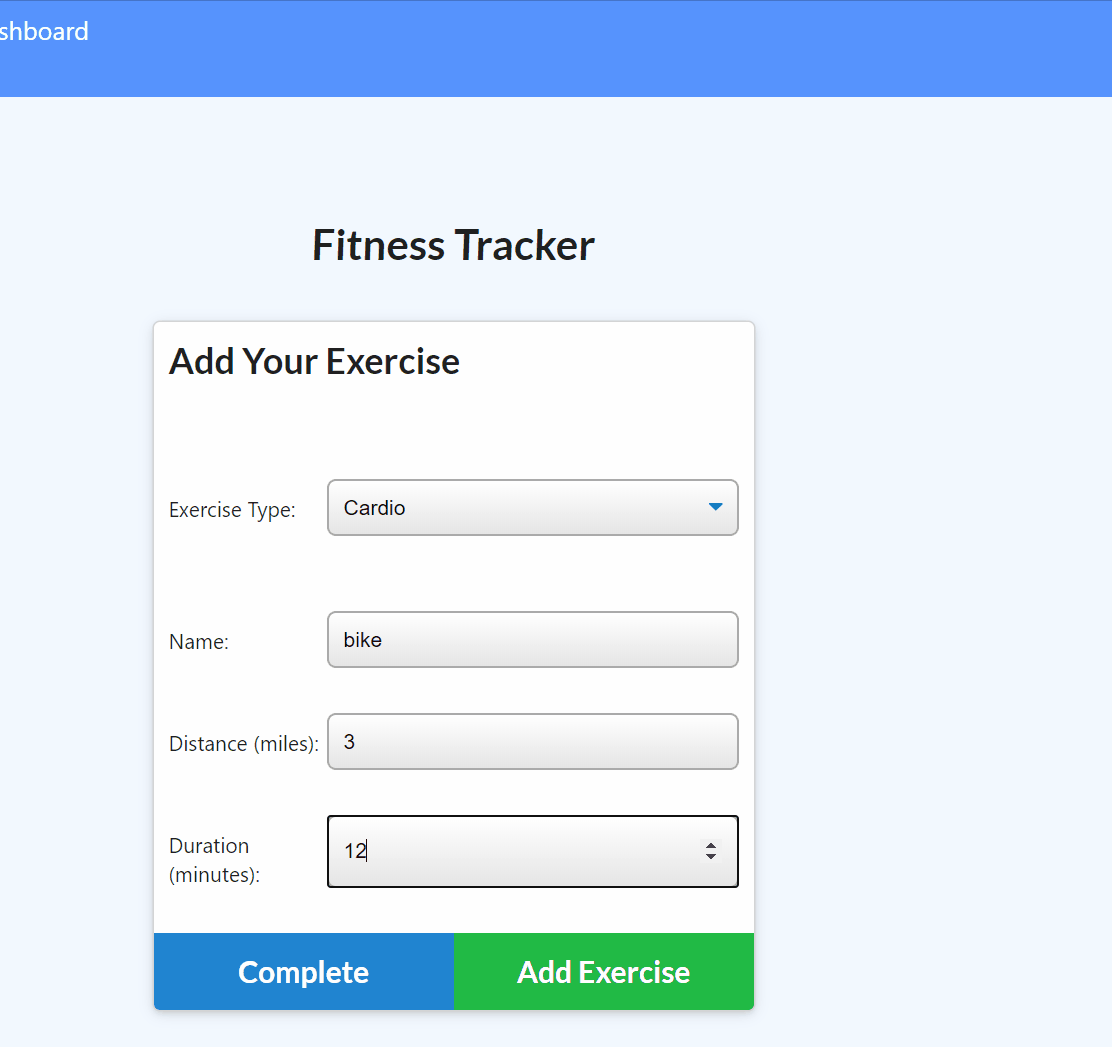 shboard
Fitness Tracker
Add Your Exercise
Exercise Type:
Cardio
Name:
bike
Distance (miles):
3
Duration
(minutes):
12
Complete
Add Exercise